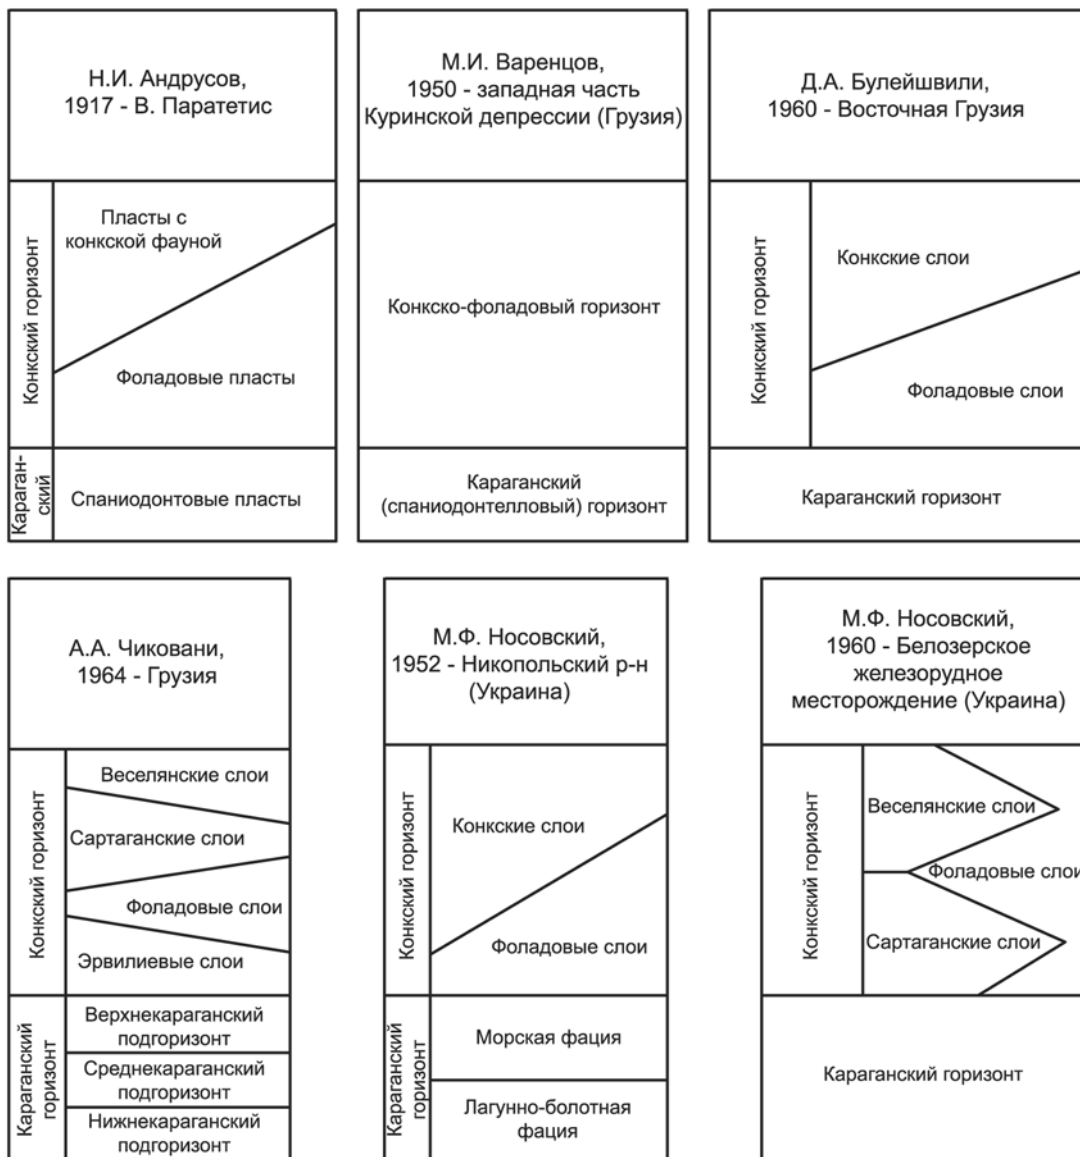 Н.И. Андрусов,
1917 - В. Паратетис
Конкский горизонт
Пласты с
конкской фауной
Фоладовые пласты
Караган-
ский
Спаниодонтовые пласты
М.И. Варенцов,
1950 - западная часть
Куринской депрессии (Грузия)
Конкско-фоладовый горизонт
Караганский
(спаниодонтелловый) горизонт
Д.А. Булейшвили,
1960 - Восточная Грузия
Конкский горизонт
Конкские слои
Фоладовые слои
Караганский горизонт
А.А. Чиковани,
1964 - Грузия
Конкский горизонт
Веселянские слои
Сартаганские слои
Фоладовые слои
Эрвилиевые слои
Караганский
горизонт
Верхнекараганский
подгоризонт
Среднекараганский
подгоризонт
Нижнекараганский
подгоризонт
М.Ф. Носовский,
1952 - Никопольский р-н
(Украина)
Конкский горизонт
Конкские слои
Фоладовые слои
Караганский
горизонт
Морская фация
Лагунно-болотная
фация
М.Ф. Носовский,
1960 - Белозерское
железорудное
месторождение (Украина)
Конкский горизонт
Веселянские слои
Фоладовые слои
Сартаганские слои
Караганский горизонт